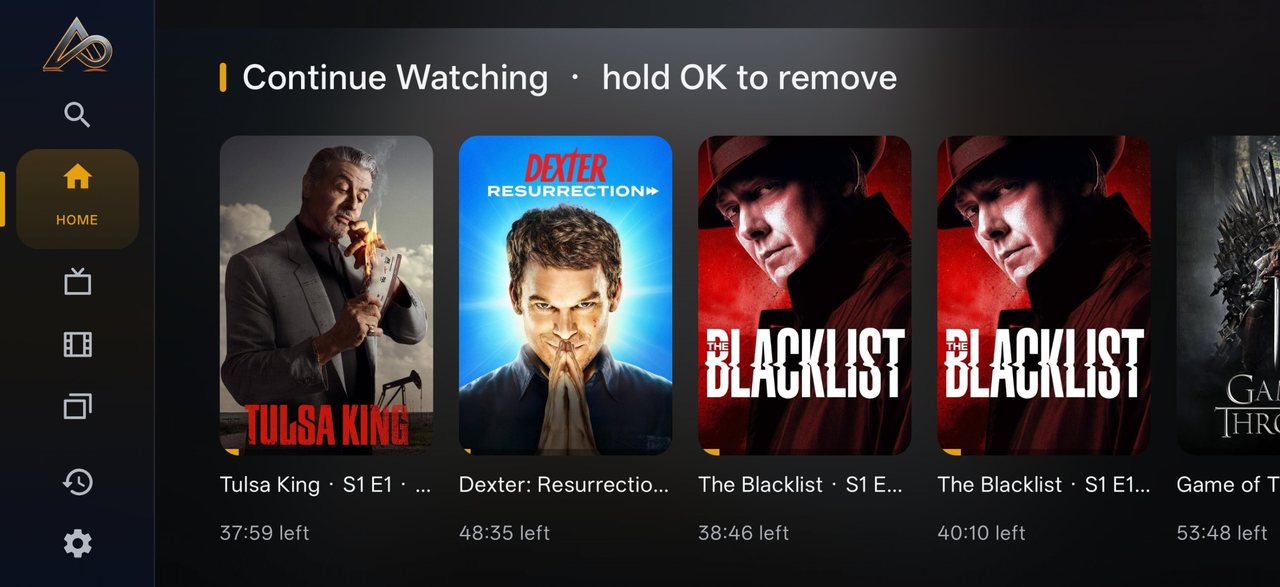 Continue Watching · hold OK to remove
HOME
DEXTER
RESURRECTION
TULSA KING
THE BLACKLIST
THE BLACKLIST
GA
THRO
Tulsa King · S1 E1 · ...
Dexter: Resurrectio...
The Blacklist · S1 E...
The Blacklist · S1 E1...
Game of T
37:59 left
48:35 left
38:46 left
40:10 left
53:48 left